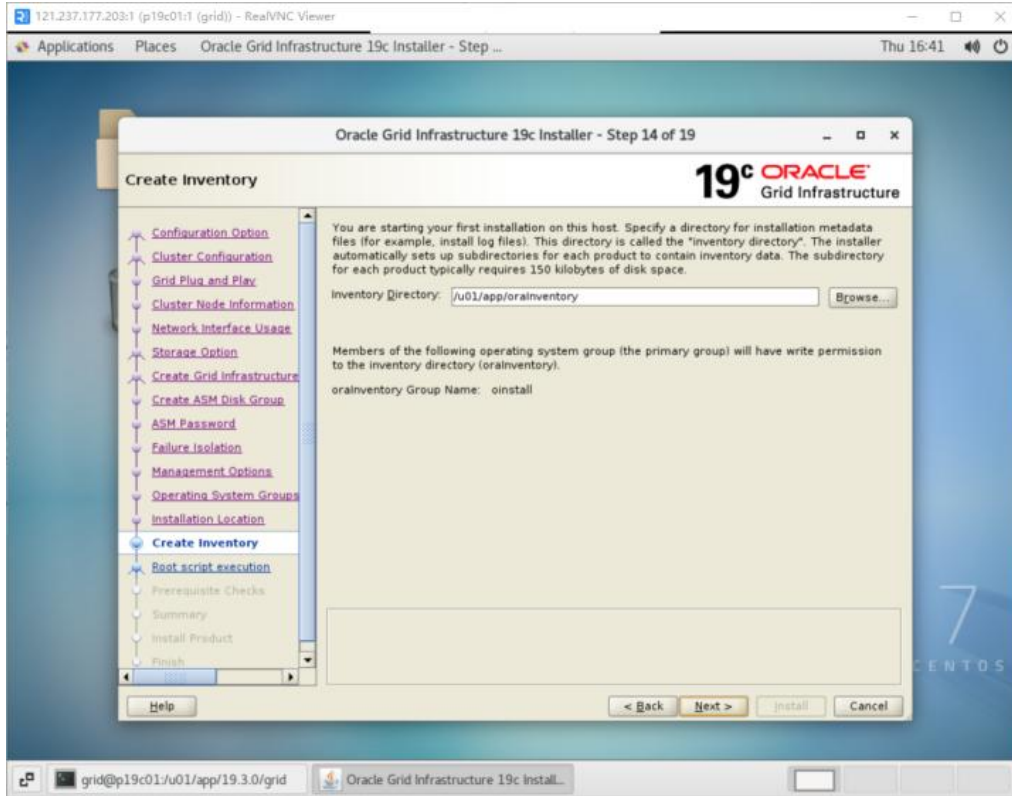 121.237.177.203:1 (p19c01:1 (grid)) - RealVNC Viewer
Applications Places Oracle Grid Infrastructure 19c Installer - Step ... Thu 16:41
Oracle Grid Infrastructure 19c Installer - Step 14 of 19
Create Inventory
19c ORACLE
Grid Infrastructure
Configuration Option
Cluster Configuration
Grid Plug and Play
Cluster Node Information
Network Interface Usage
Storage Option
Create Grid Infrastructure
Create ASM Disk Group
ASM Password
Failure Isolation
Management Options
Operating System Groups
Installation Location
Create Inventory
Root script execution
Prerequisite Checks
Summary
Install Product
Finish
You are starting your first installation on this host. Specify a directory for installation metadata
files (for example, install log files). This directory is called the "inventory directory". The installer
automatically sets up subdirectories for each product to contain inventory data. The subdirectory
for each product typically requires 150 kilobytes of disk space.
Inventory Directory: /u01/app/oraInventory Browse...
Members of the following operating system group (the primary group) will have write permission
to the inventory directory (oraInventory).
oraInventory Group Name: oinstall
Help < Back Next > Install Cancel
7
CENTOS
grid@p19c01:/u01/app/19.3.0/grid Oracle Grid Infrastructure 19c Install...